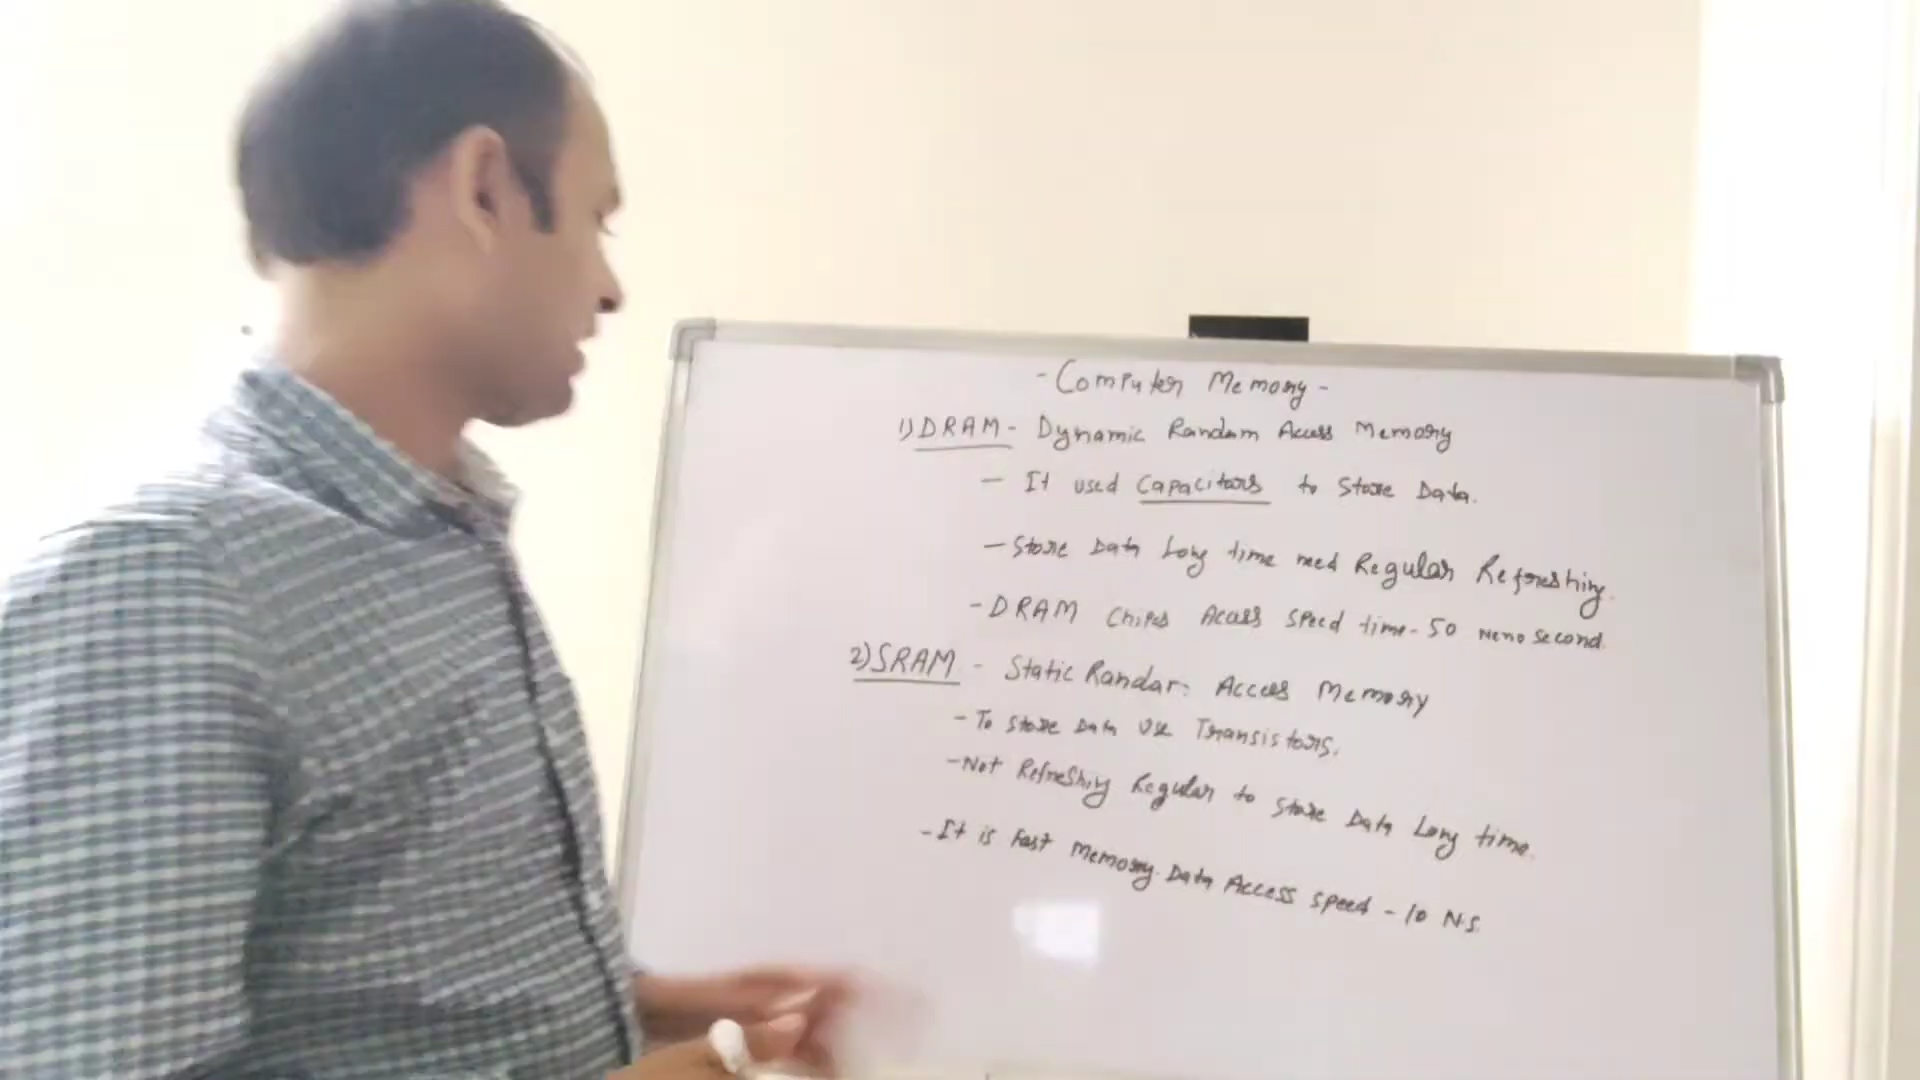 - Computer Memory -
1) DRAM - Dynamic Random Access Memory
- It used Capacitors to Store Data.
- Store Data Long time need Regular Refreshing.
- DRAM Chips Access Speed time - 50 Neno Second.
2) SRAM - Static Random Access Memory
- To Store Data Use Transistors.
- Not Refreshing Regular to Store Data Long time.
- It is Fast Memory. Data Access Speed - 10 N.S.